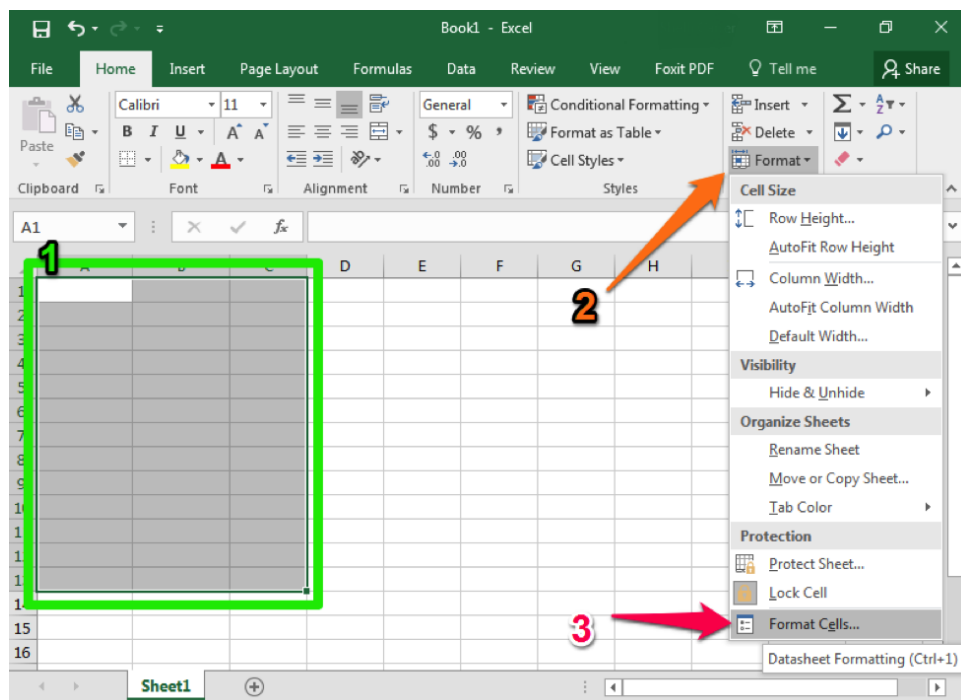 Book1 - Excel
File Home Insert Page Layout Formulas Data Review View Foxit PDF Tell me Share
Calibri 11 General Conditional Formatting Insert Σ A Z
Paste B I U A A $ % , Format as Table Delete
A .00 .0 .00 .0 Cell Styles Format
Clipboard Font Alignment Number Styles
A1 fx
Cell Size
Row Height...
AutoFit Row Height
Column Width...
AutoFit Column Width
Default Width...
Visibility
Hide & Unhide
Organize Sheets
Rename Sheet
Move or Copy Sheet...
Tab Color
Protection
Protect Sheet...
Lock Cell
Format Cells...
Datasheet Formatting (Ctrl+1)
1
2
3
D E F G H
14
15
16
Sheet1